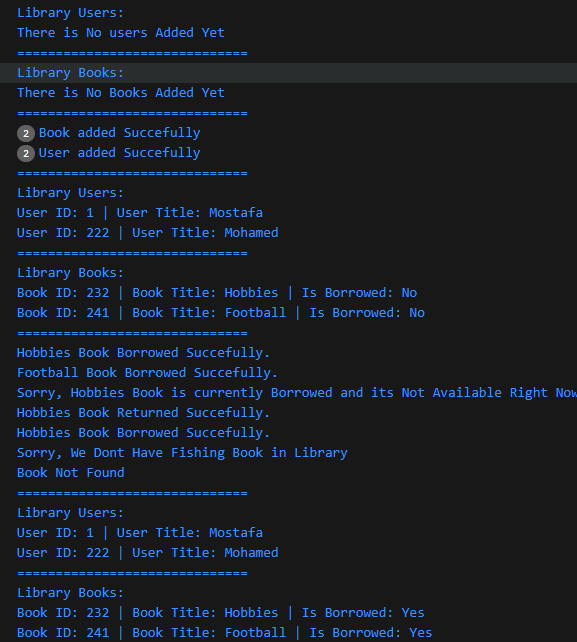 Library Users:
There is No users Added Yet
==============================
Library Books:
There is No Books Added Yet
==============================
2 Book added Succefully
2 User added Succefully
==============================
Library Users:
User ID: 1 | User Title: Mostafa
User ID: 222 | User Title: Mohamed
==============================
Library Books:
Book ID: 232 | Book Title: Hobbies | Is Borrowed: No
Book ID: 241 | Book Title: Football | Is Borrowed: No
==============================
Hobbies Book Borrowed Succefully.
Football Book Borrowed Succefully.
Sorry, Hobbies Book is currently Borrowed and its Not Available Right Now
Hobbies Book Returned Succefully.
Hobbies Book Borrowed Succefully.
Sorry, We Dont Have Fishing Book in Library
Book Not Found
==============================
Library Users:
User ID: 1 | User Title: Mostafa
User ID: 222 | User Title: Mohamed
==============================
Library Books:
Book ID: 232 | Book Title: Hobbies | Is Borrowed: Yes
Book ID: 241 | Book Title: Football | Is Borrowed: Yes